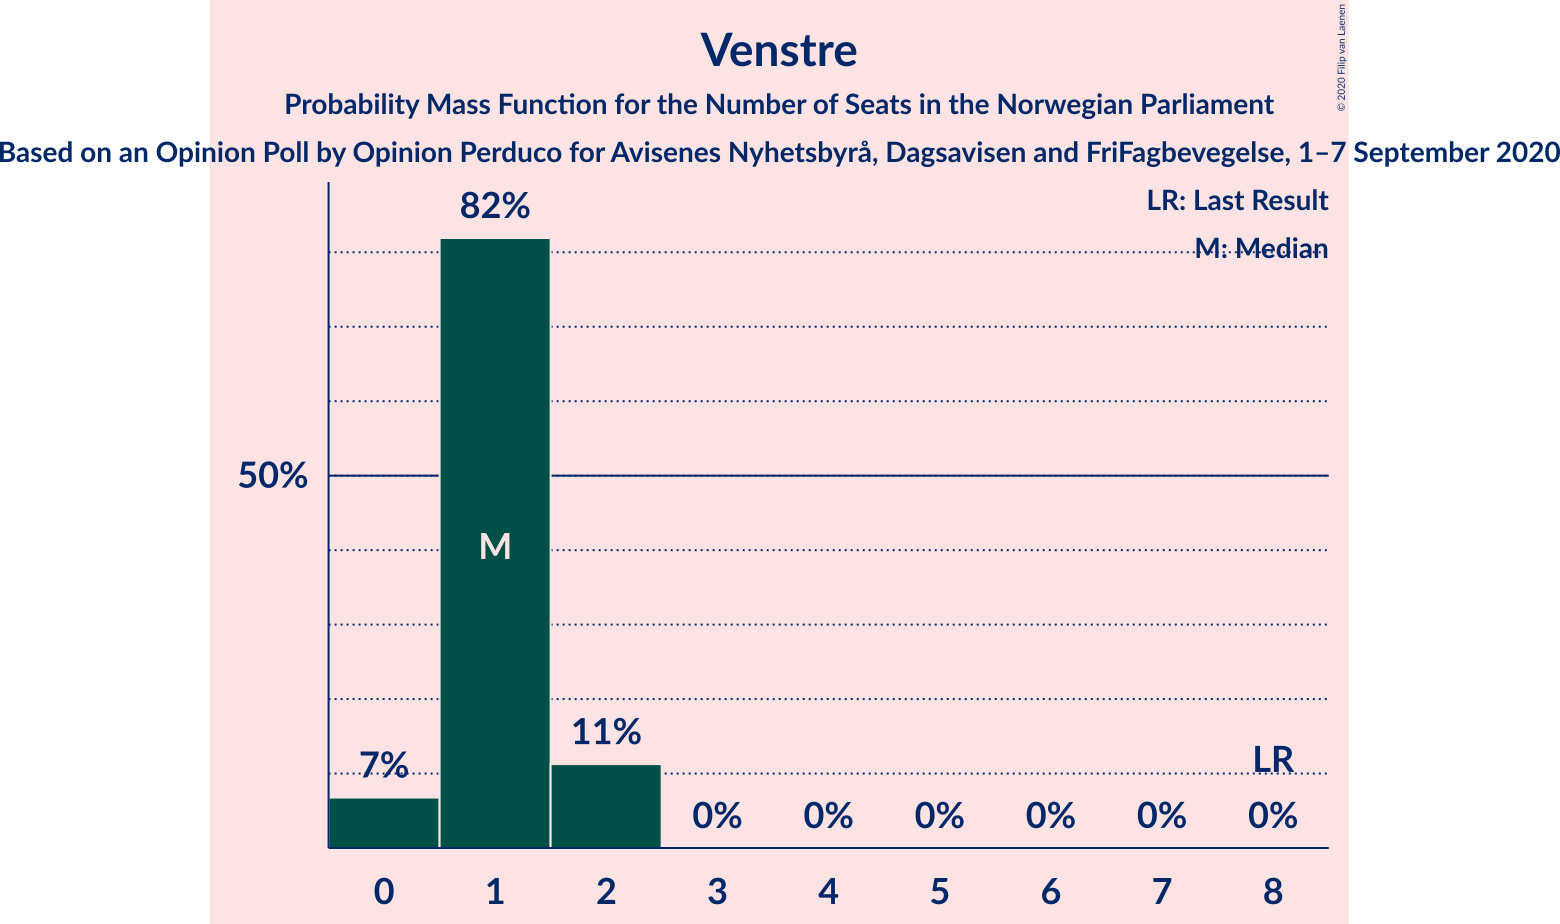 Venstre
Probability Mass Function for the Number of Seats in the Norwegian Parliament
Based on an Opinion Poll by Opinion Perduco for Avisenes Nyhetsbyrå, Dagsavisen and FriFagbevegelse, 1–7 September 2020
© 2020 Filip van Laenen
LR: Last Result
M: Median
82%
50%
M
11%
7%
LR
0% 0% 0% 0% 0% 0%
0 1 2 3 4 5 6 7 8